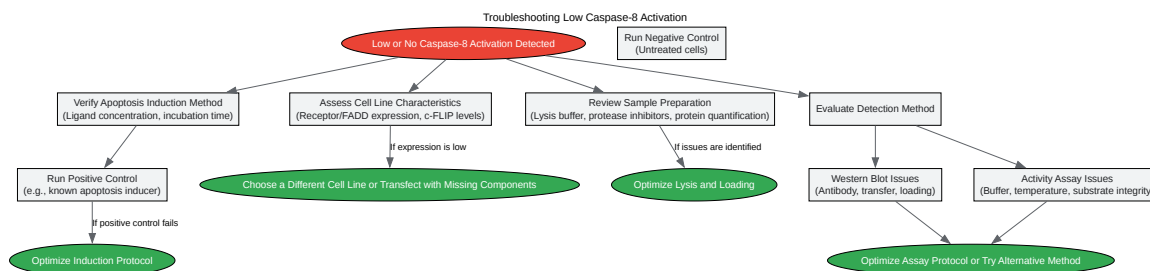 Troubleshooting Low Caspase-8 Activation
Low or No Caspase-8 Activation Detected
Run Negative Control
(Untreated cells)
Verify Apoptosis Induction Method
(Ligand concentration, incubation time)
Assess Cell Line Characteristics
(Receptor/FADD expression, c-FLIP levels)
Review Sample Preparation
(Lysis buffer, protease inhibitors, protein quantification)
Evaluate Detection Method
If expression is low
If issues are identified
Run Positive Control
(e.g., known apoptosis inducer)
Choose a Different Cell Line or Transfect with Missing Components
Optimize Lysis and Loading
Western Blot Issues
(Antibody, transfer, loading)
Activity Assay Issues
(Buffer, temperature, substrate integrity)
If positive control fails
Optimize Induction Protocol
Optimize Assay Protocol or Try Alternative Method